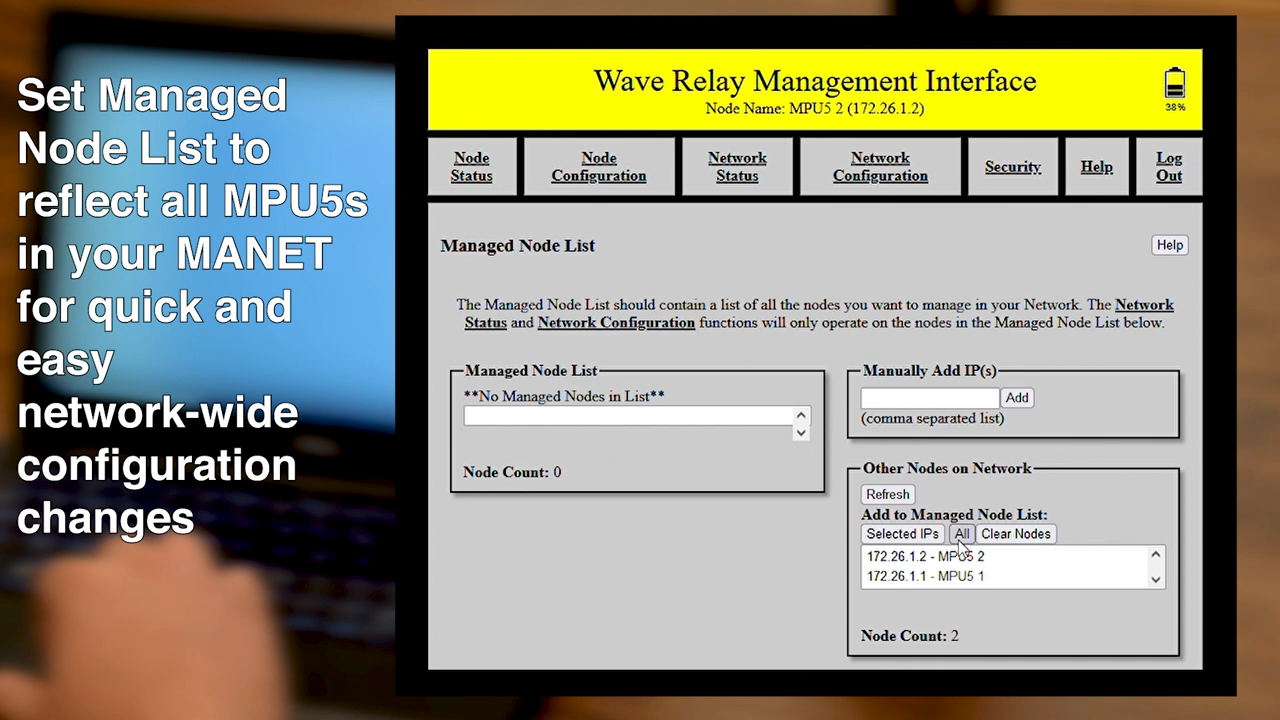 Set Managed
Node List to
reflect all MPU5s
in your MANET
for quick and
easy
network-wide
configuration
changes
Wave Relay Management Interface
Node Name: MPU5 2 (172.26.1.2)
38%
Node Status
Node Configuration
Network Status
Network Configuration
Security
Help
Log Out
Managed Node List
Help
The Managed Node List should contain a list of all the nodes you want to manage in your Network. The Network
Status and Network Configuration functions will only operate on the nodes in the Managed Node List below.
Managed Node List
**No Managed Nodes in List**
Node Count: 0
Manually Add IP(s)
Add
(comma separated list)
Other Nodes on Network
Refresh
Add to Managed Node List:
Selected IPs All Clear Nodes
172.26.1.2 - MPU5 2
172.26.1.1 - MPU5 1
Node Count: 2